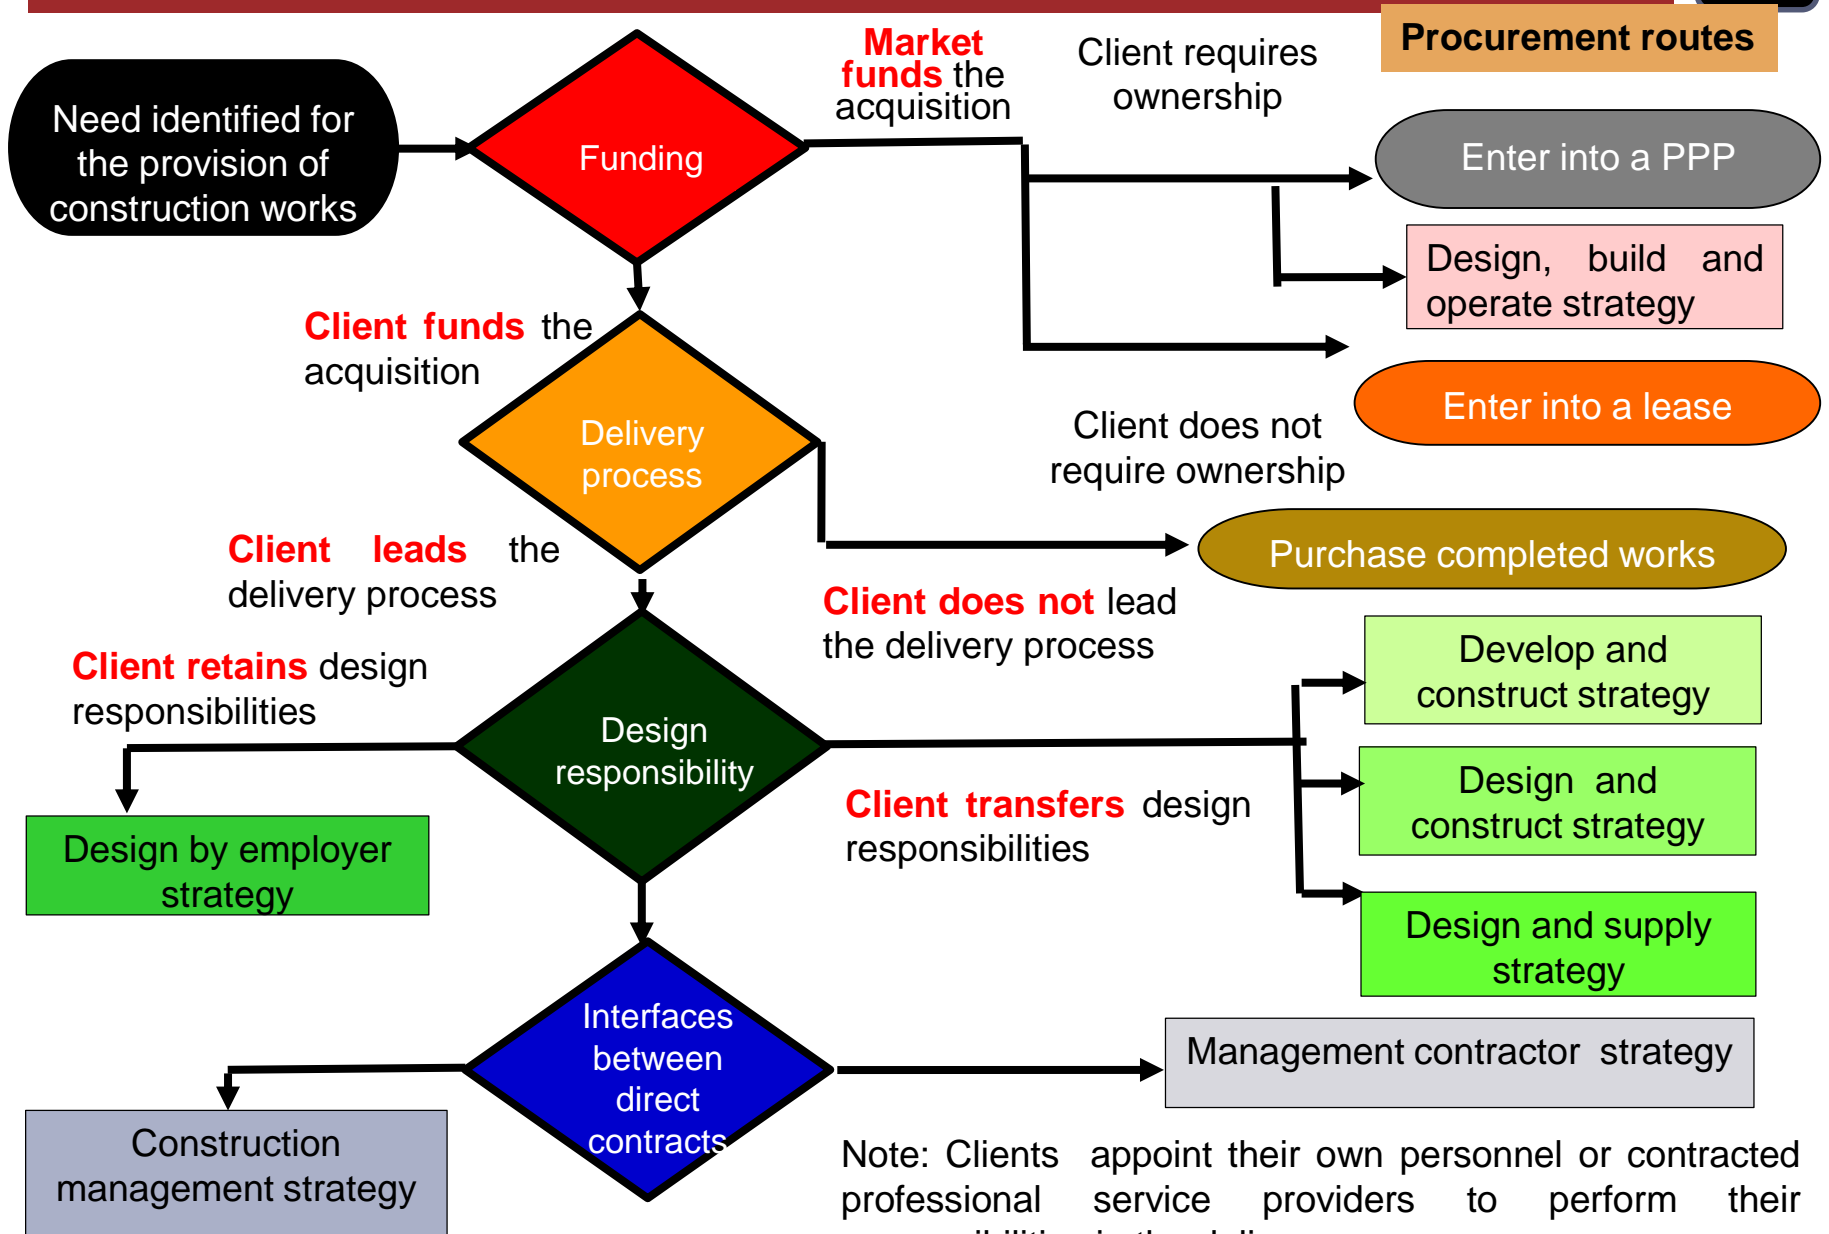 Procurement routes
Need identified for
the provision of
construction works
Funding
Market
funds the
acquisition
Client requires
ownership
Enter into a PPP
Design, build and
operate strategy
Client funds the
acquisition
Delivery
process
Enter into a lease
Client does not
require ownership
Client leads the
delivery process
Purchase completed works
Client does not lead
the delivery process
Client retains design
responsibilities
Design
responsibility
Develop and
construct strategy
Design and
construct strategy
Client transfers design
responsibilities
Design by employer
strategy
Design and supply
strategy
Interfaces
between
direct
contracts
Management contractor strategy
Construction
management strategy
Note: Clients appoint their own personnel or contracted
professional service providers to perform their